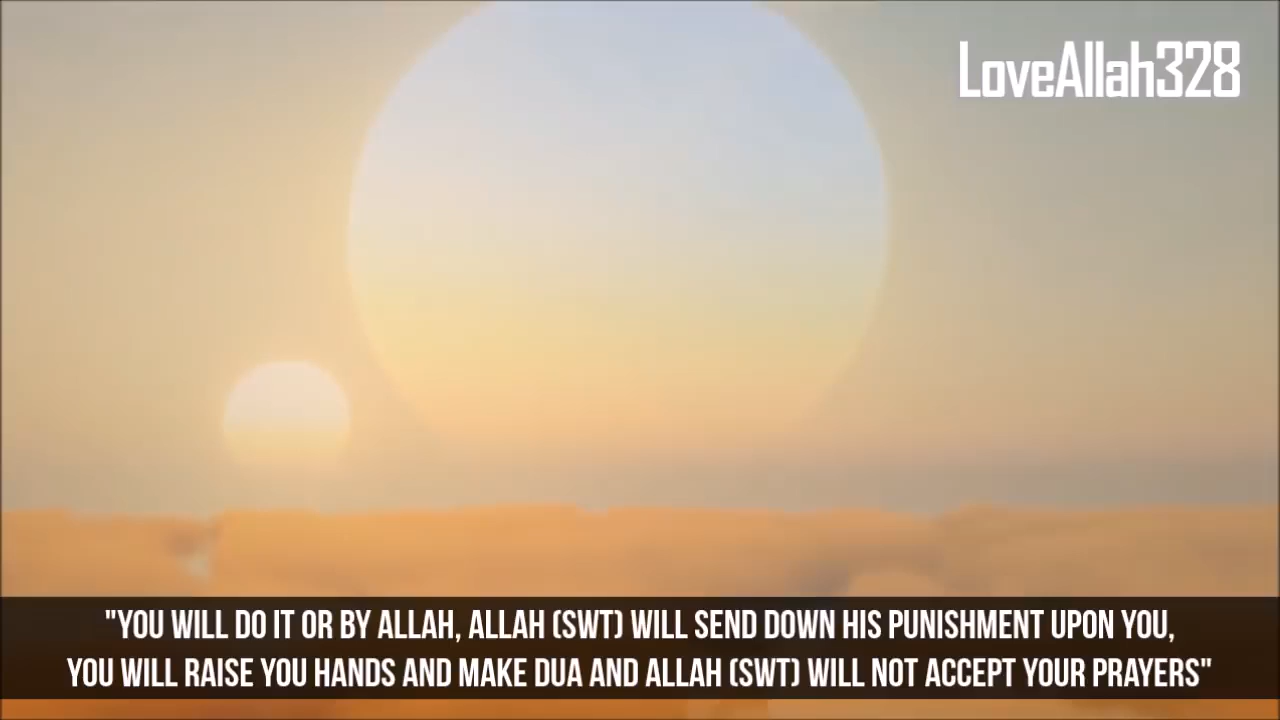 LoveAllah328
"YOU WILL DO IT OR BY ALLAH, ALLAH (SWT) WILL SEND DOWN HIS PUNISHMENT UPON YOU,
YOU WILL RAISE YOU HANDS AND MAKE DUA AND ALLAH (SWT) WILL NOT ACCEPT YOUR PRAYERS"